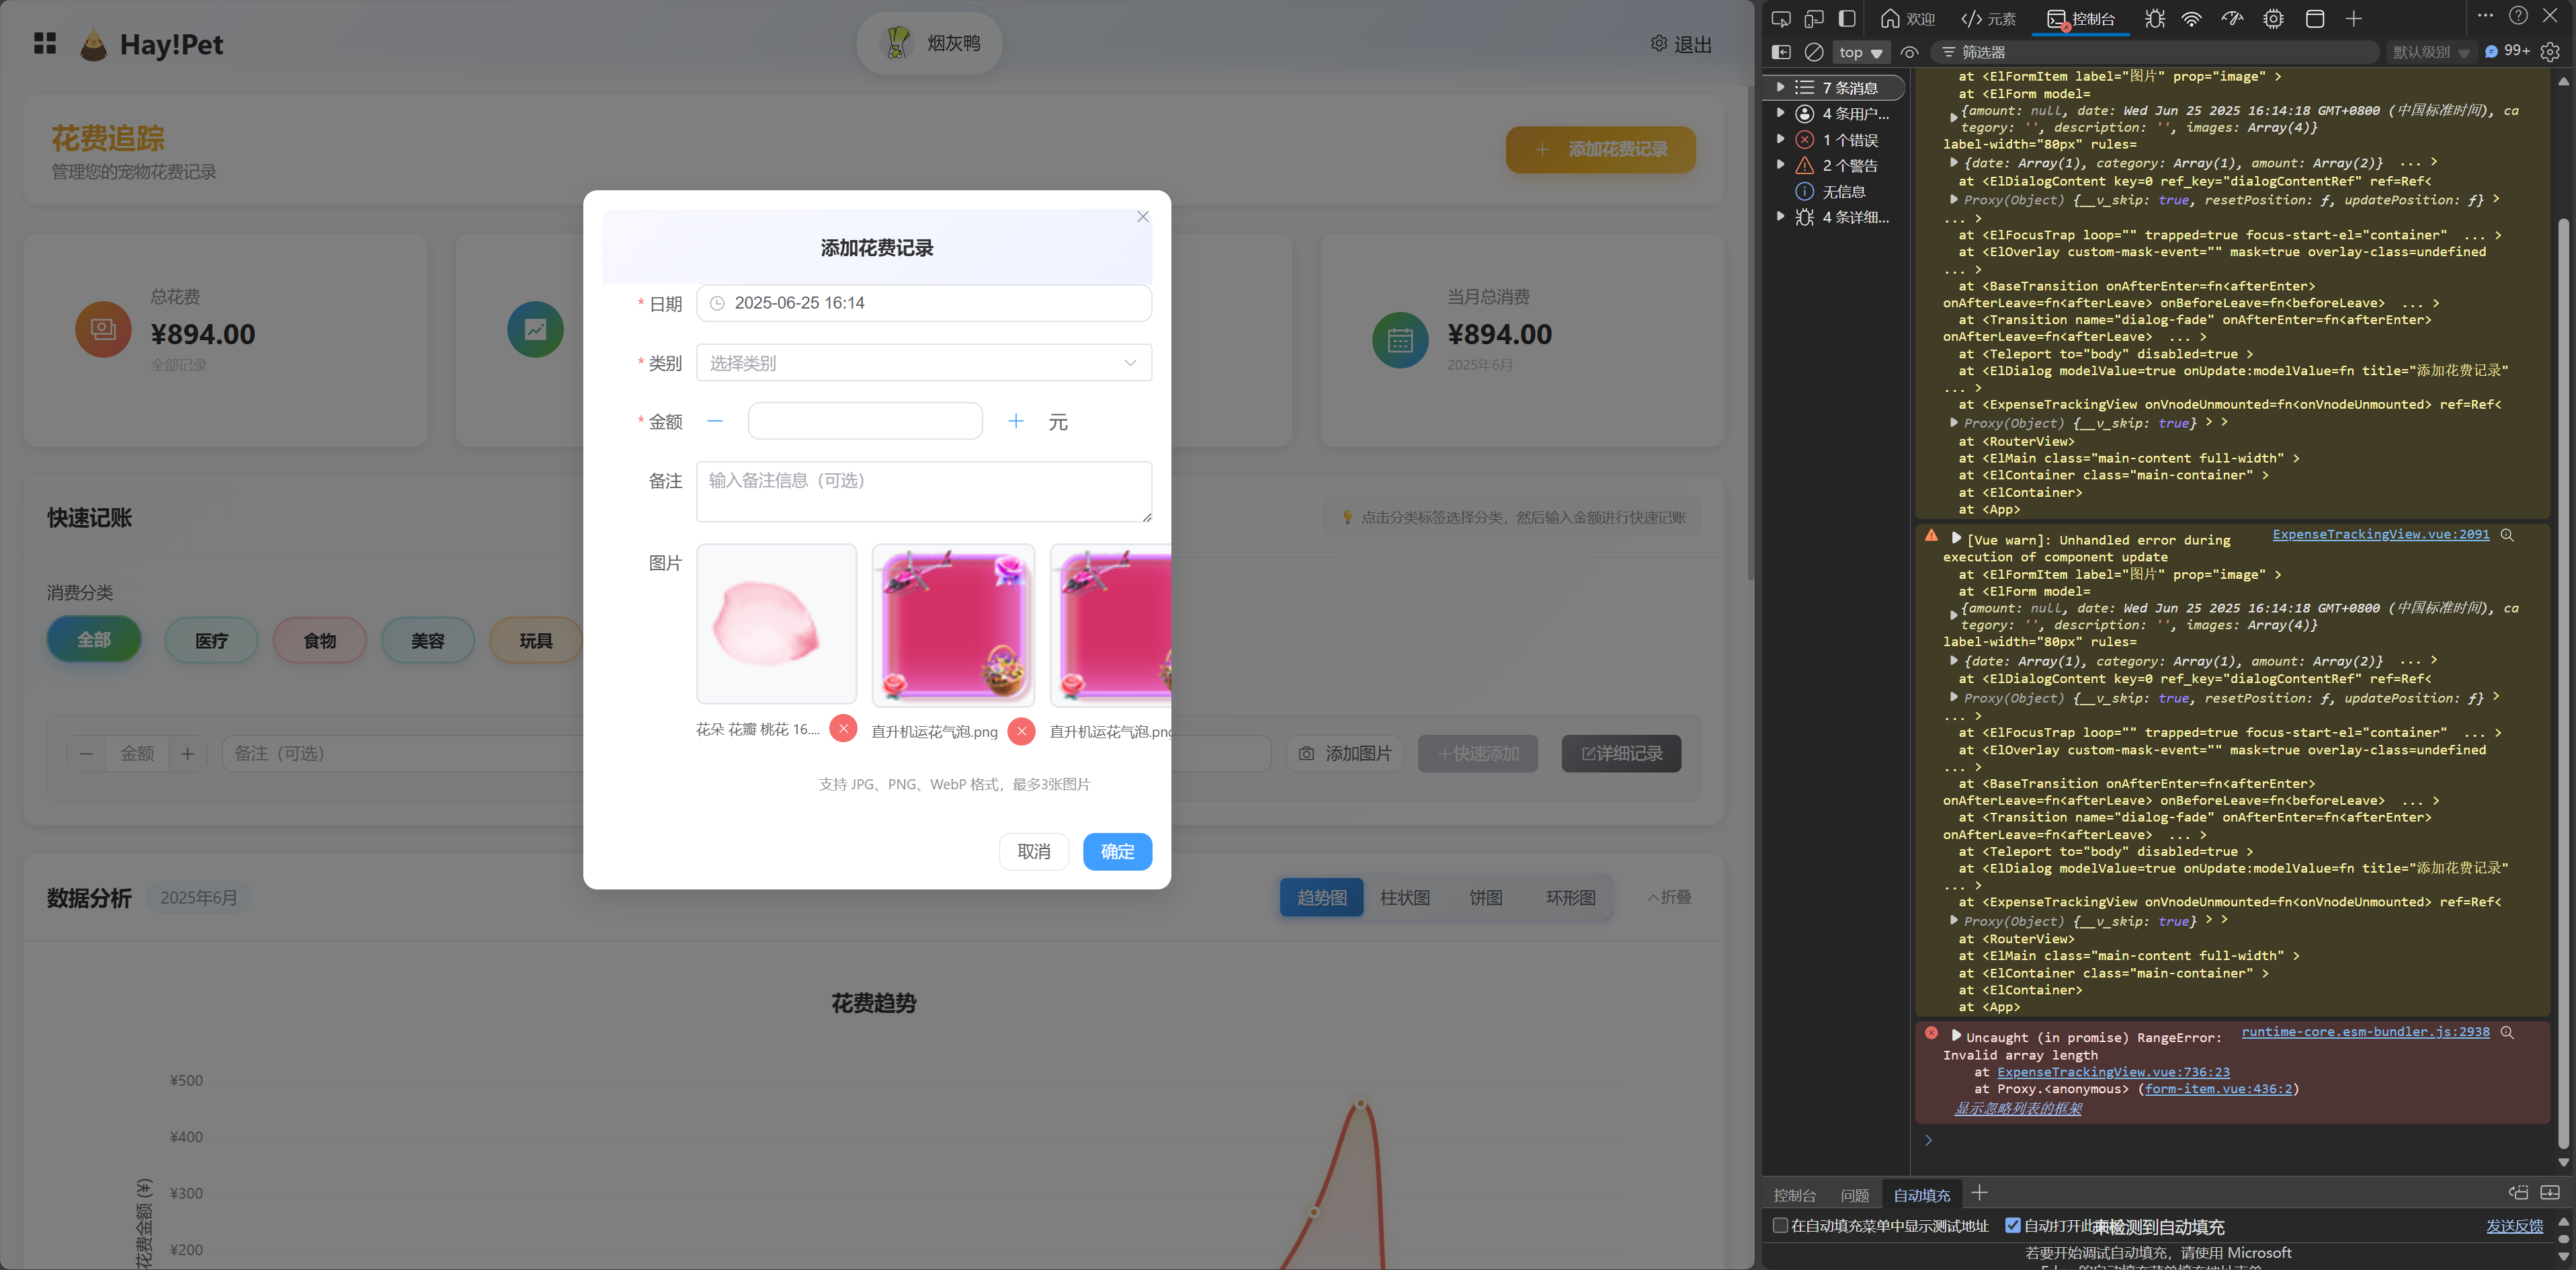 Hay!Pet
烟灰鸭
退出
花费追踪
管理您的宠物花费记录
添加花费记录
总花费
¥894.00
全部记录
当月总消费
¥894.00
2025年6月
快速记账
💡 点击分类标签选择分类，然后输入金额进行快速记账
消费分类
全部
医疗
食物
美容
玩具
金额
备注（可选）
添加图片
+快速添加
详细记录
数据分析
2025年6月
趋势图
柱状图
饼图
环形图
折叠
花费趋势
花费金额 (¥)
¥500
¥400
¥300
¥200
添加花费记录
* 日期
2025-06-25 16:14
* 类别
选择类别
* 金额
元
备注
输入备注信息（可选）
图片
花朵 花瓣 桃花 16....
直升机运花气泡.png
直升机运花气泡.png
支持 JPG、PNG、WebP 格式，最多3张图片
取消
确定
欢迎
元素
控制台
top
筛选器
默认级别
99+
7 条消息
4 条用户...
1 个错误
2 个警告
无信息
4 条详细...
at <ElFormItem label="图片" prop="image" >
at <ElForm model=
{amount: null, date: Wed Jun 25 2025 16:14:18 GMT+0800 (中国标准时间), ca
tegory: '', description: '', images: Array(4)}
label-width="80px" rules=
{date: Array(1), category: Array(1), amount: Array(2)} ... >
at <ElDialogContent key=0 ref_key="dialogContentRef" ref=Ref<
Proxy(Object) {__v_skip: true, resetPosition: ƒ, updatePosition: ƒ} >
... >
at <ElFocusTrap loop="" trapped=true focus-start-el="container" ... >
at <ElOverlay custom-mask-event="" mask=true overlay-class=undefined
... >
at <BaseTransition onAfterEnter=fn<afterEnter>
onAfterLeave=fn<afterLeave> onBeforeLeave=fn<beforeLeave> ... >
at <Transition name="dialog-fade" onAfterEnter=fn<afterEnter>
onAfterLeave=fn<afterLeave> ... >
at <Teleport to="body" disabled=true >
at <ElDialog modelValue=true onUpdate:modelValue=fn title="添加花费记录"
... >
at <ExpenseTrackingView onVnodeUnmounted=fn<onVnodeUnmounted> ref=Ref<
Proxy(Object) {__v_skip: true} > >
at <RouterView>
at <ElMain class="main-content full-width" >
at <ElContainer class="main-container" >
at <ElContainer>
at <App>
[Vue warn]: Unhandled error during
ExpenseTrackingView.vue:2091
execution of component update
at <ElFormItem label="图片" prop="image" >
at <ElForm model=
{amount: null, date: Wed Jun 25 2025 16:14:18 GMT+0800 (中国标准时间), ca
tegory: '', description: '', images: Array(4)}
label-width="80px" rules=
{date: Array(1), category: Array(1), amount: Array(2)} ... >
at <ElDialogContent key=0 ref_key="dialogContentRef" ref=Ref<
Proxy(Object) {__v_skip: true, resetPosition: ƒ, updatePosition: ƒ} >
... >
at <ElFocusTrap loop="" trapped=true focus-start-el="container" ... >
at <ElOverlay custom-mask-event="" mask=true overlay-class=undefined
... >
at <BaseTransition onAfterEnter=fn<afterEnter>
onAfterLeave=fn<afterLeave> onBeforeLeave=fn<beforeLeave> ... >
at <Transition name="dialog-fade" onAfterEnter=fn<afterEnter>
onAfterLeave=fn<afterLeave> ... >
at <Teleport to="body" disabled=true >
at <ElDialog modelValue=true onUpdate:modelValue=fn title="添加花费记录"
... >
at <ExpenseTrackingView onVnodeUnmounted=fn<onVnodeUnmounted> ref=Ref<
Proxy(Object) {__v_skip: true} > >
at <RouterView>
at <ElMain class="main-content full-width" >
at <ElContainer class="main-container" >
at <ElContainer>
at <App>
Uncaught (in promise) RangeError:
runtime-core.esm-bundler.js:2938
Invalid array length
at ExpenseTrackingView.vue:736:23
at Proxy.<anonymous> (form-item.vue:436:2)
显示忽略列表的框架
控制台
问题
自动填充
在自动填充菜单中显示测试地址
自动打开此
未检测到自动填充
发送反馈
若要开始调试自动填充，请使用 Microsoft